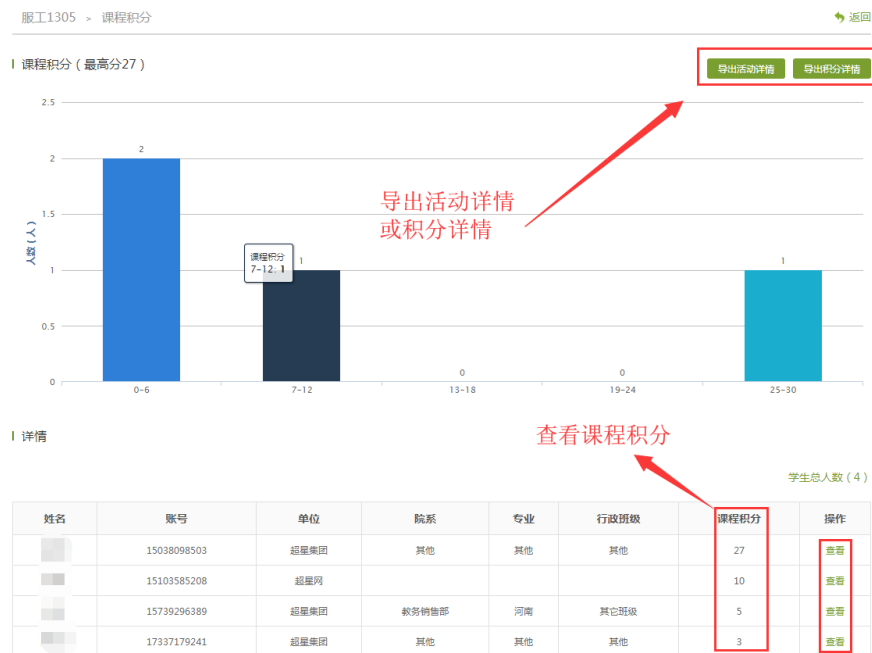 服工1305 > 课程积分
返回
课程积分 ( 最高分27 )
导出活动详情 导出积分详情
2.5
2
1.5
1
0.5
0
人数 ( 人 )
2
1
0
0
1
课程积分
7-12: 1
0-6 7-12 13-18 19-24 25-30
导出活动详情
或积分详情
详情
查看课程积分
学生总人数 ( 4 )
姓名 账号 单位 院系 专业 行政班级 课程积分 操作
15038098503 超星集团 其他 其他 其他 27 查看
15103585208 超星网 10 查看
15739296389 超星集团 教务销售部 河南 其它班级 5 查看
17337179241 超星集团 其他 其他 其他 3 查看